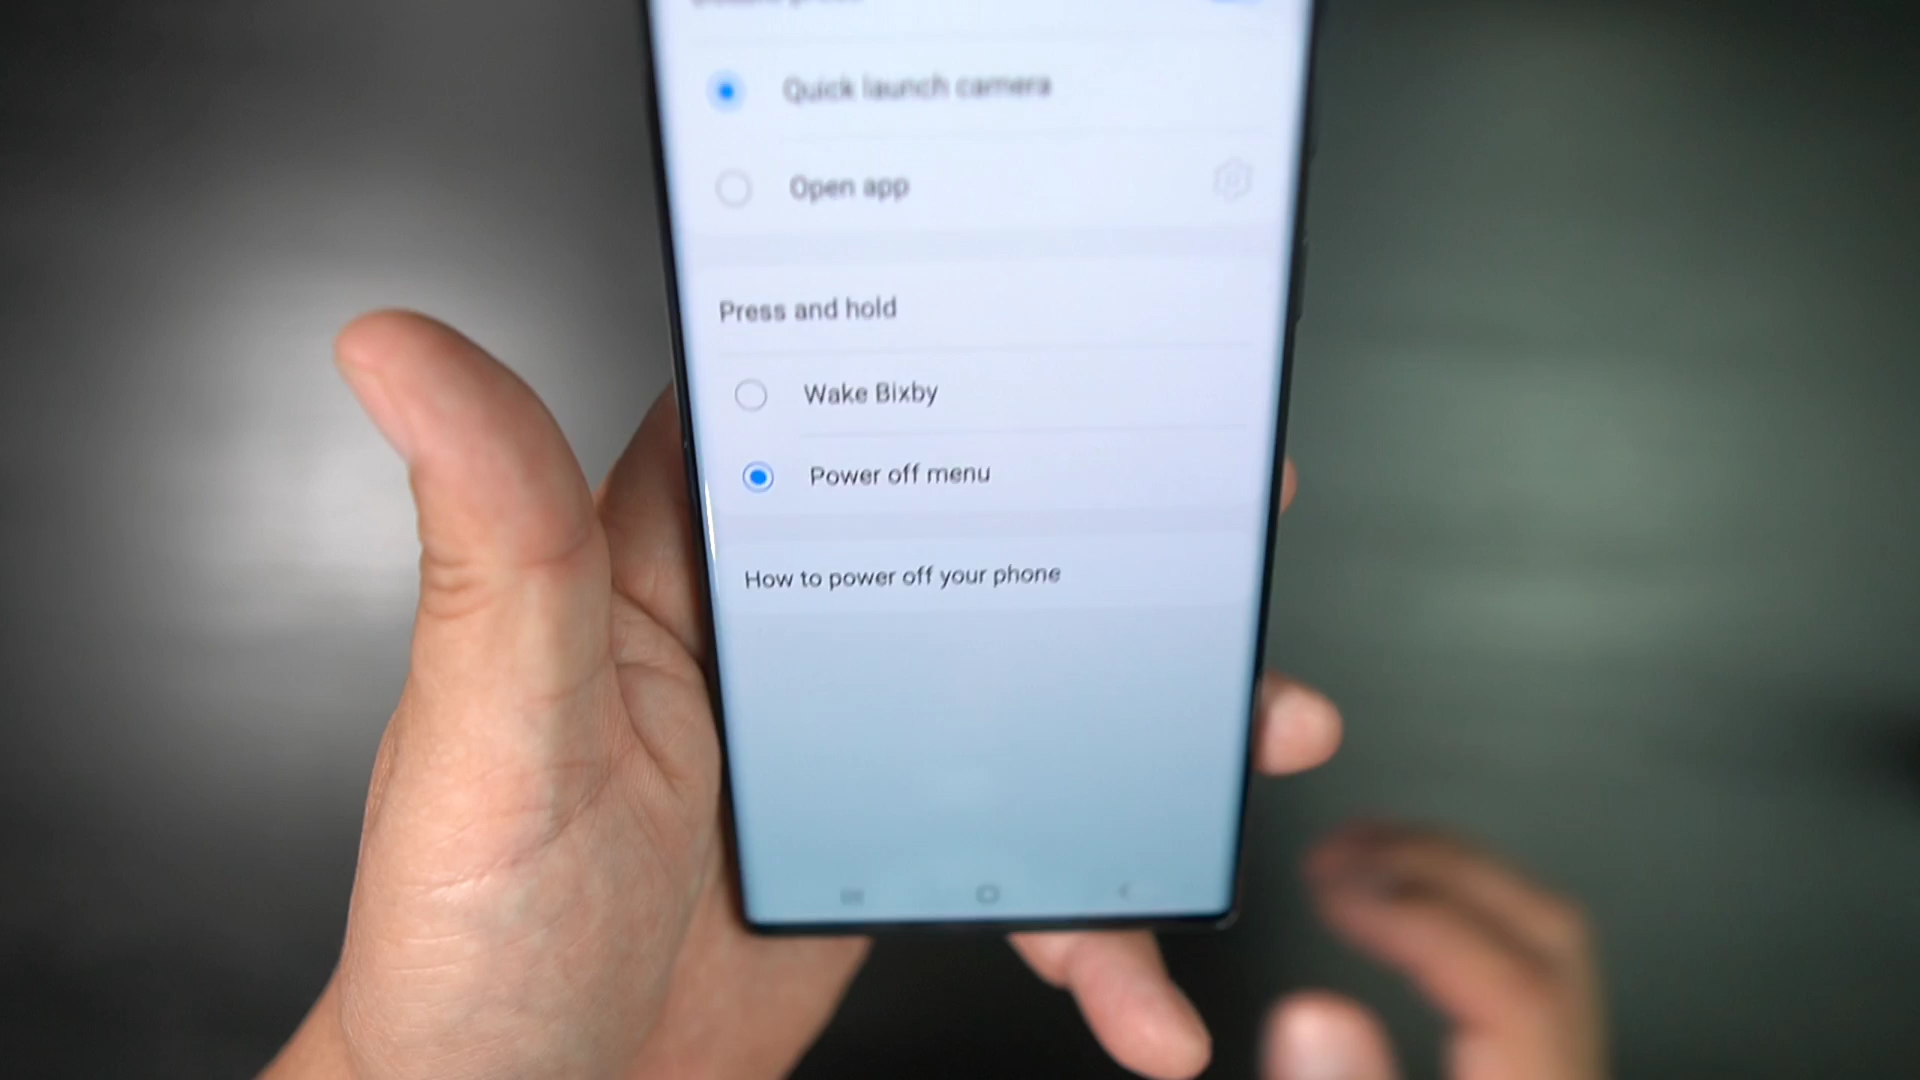 Quick launch camera
Open app
Press and hold
Wake Bixby
Power off menu
How to power off your phone